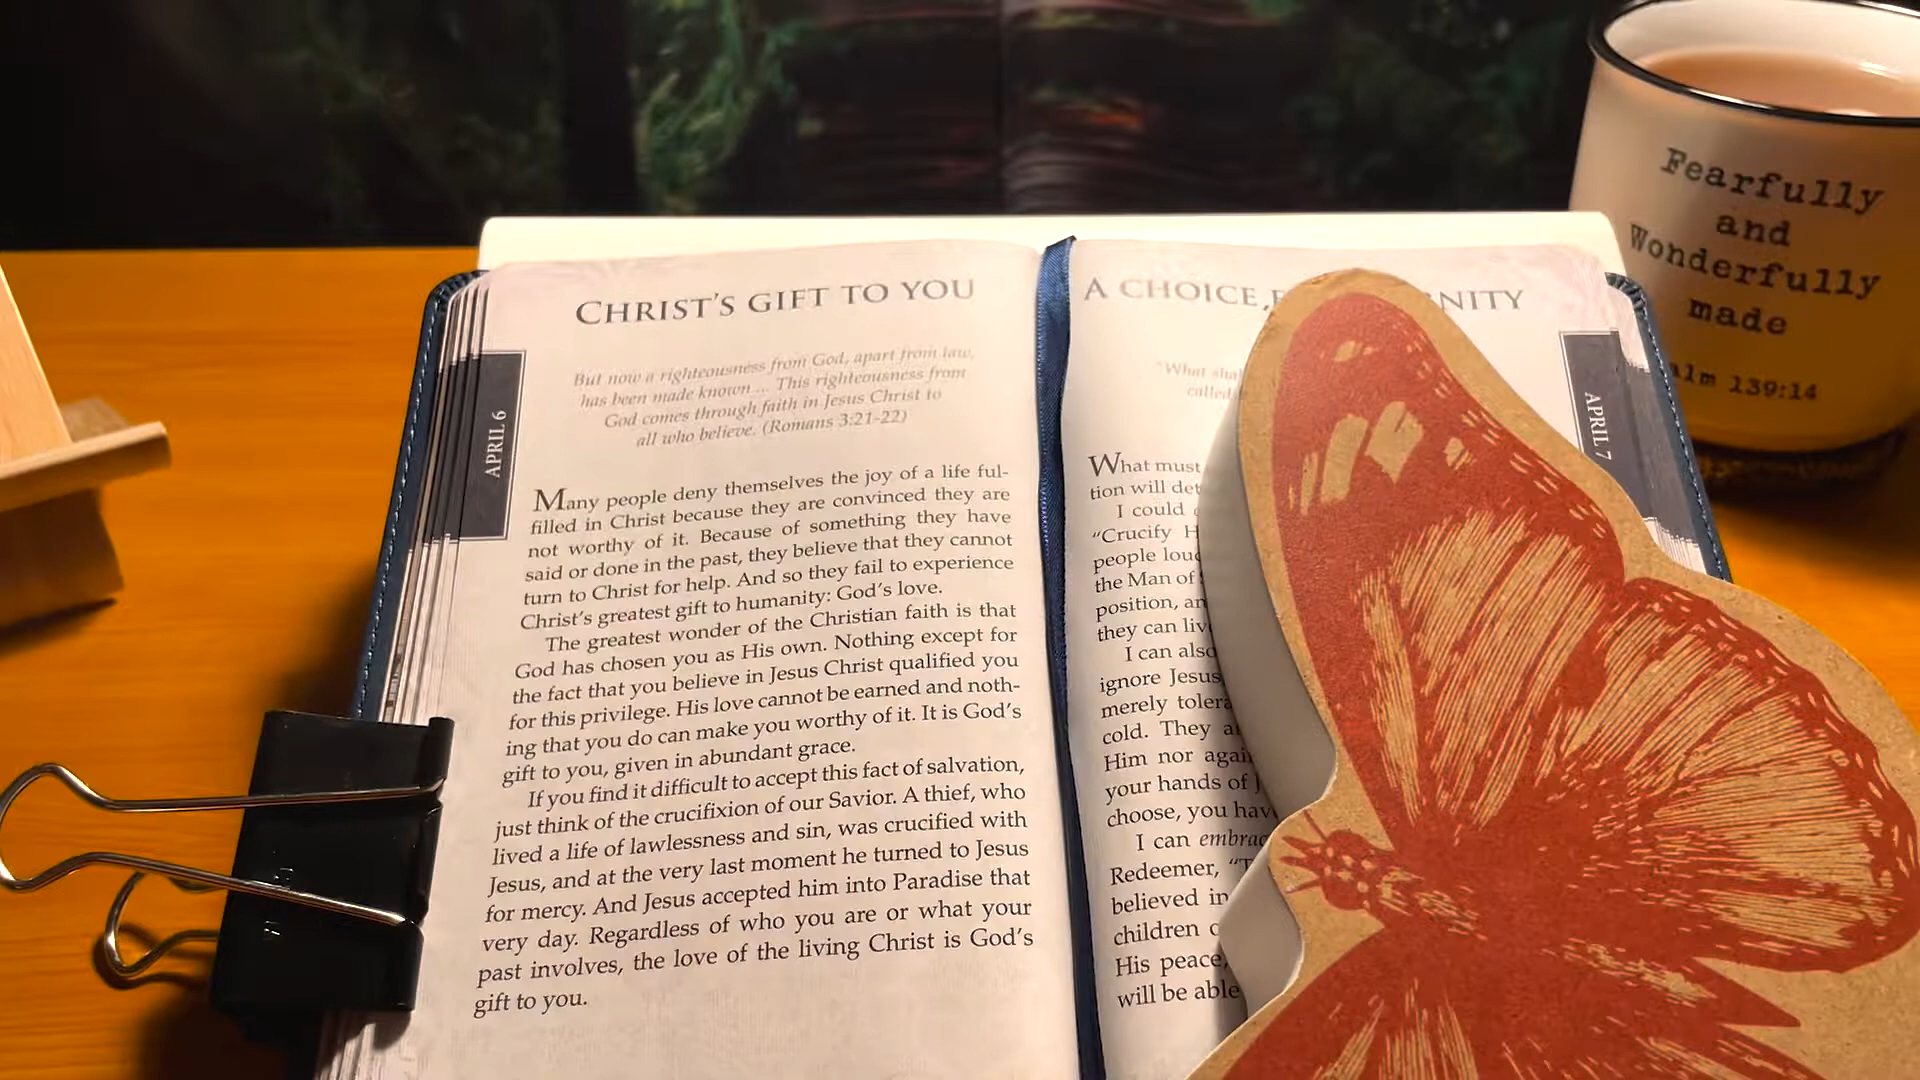 CHRIST'S GIFT TO YOU
But now a righteousness from God, apart from law,
has been made known... This righteousness from
God comes through faith in Jesus Christ to
all who believe. (Romans 3:21-22)
APRIL 6
Many people deny themselves the joy of a life ful-
filled in Christ because they are convinced they are
not worthy of it. Because of something they have
said or done in the past, they believe that they cannot
turn to Christ for help. And so they fail to experience
Christ's greatest gift to humanity: God's love.
The greatest wonder of the Christian faith is that
God has chosen you as His own. Nothing except for
the fact that you believe in Jesus Christ qualified you
for this privilege. His love cannot be earned and noth-
ing that you do can make you worthy of it. It is God's
gift to you, given in abundant grace.
If you find it difficult to accept this fact of salvation,
just think of the crucifixion of our Savior. A thief, who
lived a life of lawlessness and sin, was crucified with
Jesus, and at the very last moment he turned to Jesus
for mercy. And Jesus accepted him into Paradise that
very day. Regardless of who you are or what your
past involves, the love of the living Christ is God's
gift to you.
A CHOICE NITY
"What
called
APRIL 7
What must
tion will
I could
"Crucify
people
the Man of
position,
they can
I can
ignore Jesus
merely
cold. They
Him nor
your hands of
choose, you
I can
Redeemer,
believed in
children
His peace,
will be able
Fearfully
and
Wonderfully
made
139:14